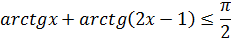 arctgx + arctg(2x − 1) ≤ π/2